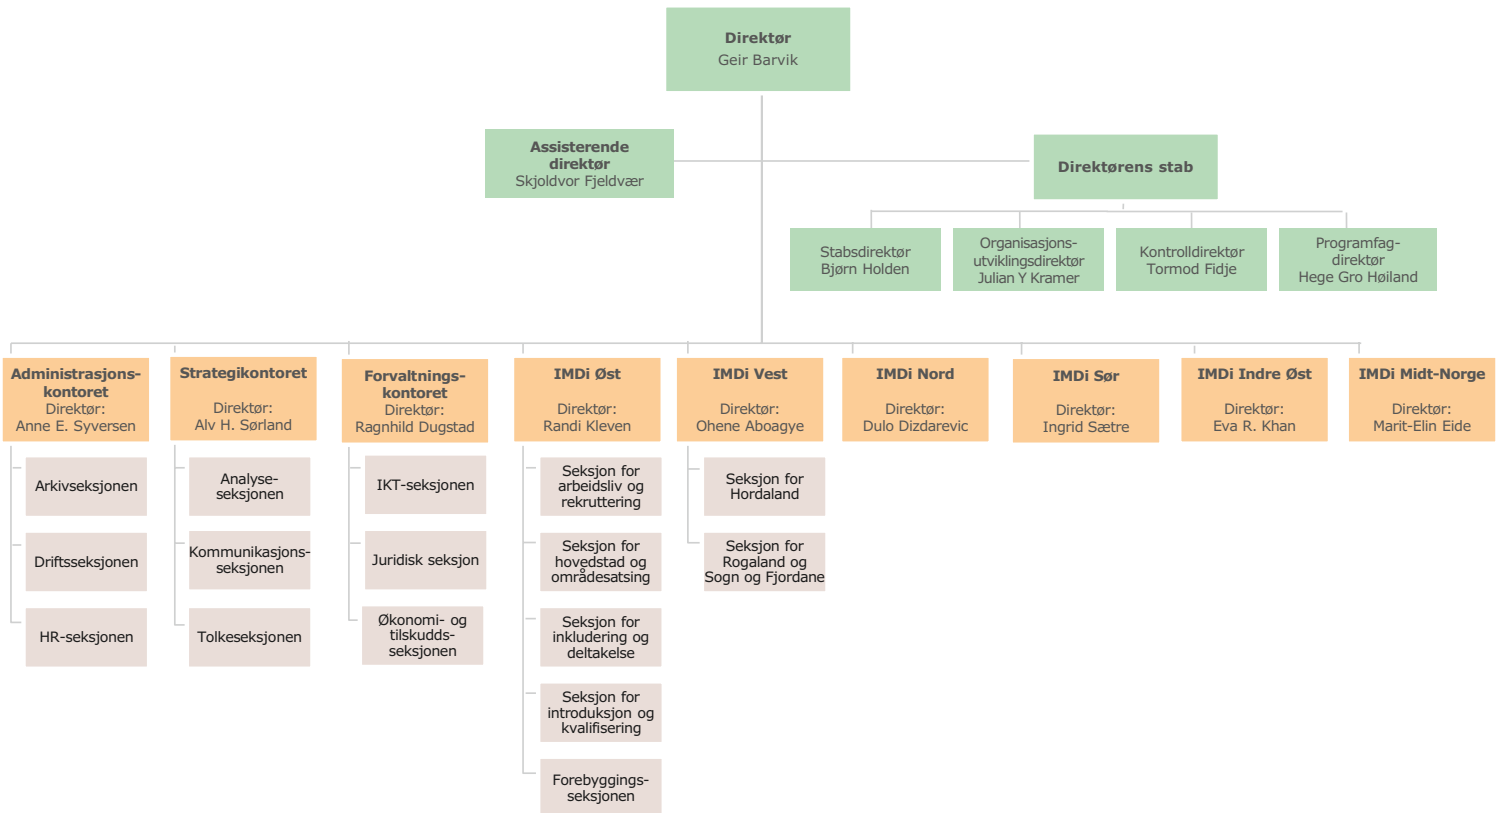 Direktør
Geir Barvik
Assisterende
direktør
Skjoldvor Fjeldvær
Direktørens stab
Stabsdirektør
Bjørn Holden
Organisasjons-
utviklingsdirektør
Julian Y Kramer
Kontrolldirektør
Tormod Fidje
Programfag-
direktør
Hege Gro Høiland
Administrasjons-
kontoret
Direktør:
Anne E. Syversen
Strategikontoret
Direktør:
Alv H. Sørland
Forvaltnings-
kontoret
Direktør:
Ragnhild Dugstad
IMDi Øst
Direktør:
Randi Kleven
IMDi Vest
Direktør:
Ohene Aboagye
IMDi Nord
Direktør:
Dulo Dizdarevic
IMDi Sør
Direktør:
Ingrid Sætre
IMDi Indre Øst
Direktør:
Eva R. Khan
IMDi Midt-Norge
Direktør:
Marit-Elin Eide
Arkivseksjonen
Driftsseksjonen
HR-seksjonen
Analyse-
seksjonen
Kommunikasjons-
seksjonen
Tolkeseksjonen
IKT-seksjonen
Juridisk seksjon
Økonomi- og
tilskudds-
seksjonen
Seksjon for
arbeidsliv og
rekruttering
Seksjon for
hovedstad og
områdesatsing
Seksjon for
inkludering og
deltakelse
Seksjon for
introduksjon og
kvalifisering
Forebyggings-
seksjonen
Seksjon for
Hordaland
Seksjon for
Rogaland og
Sogn og Fjordane